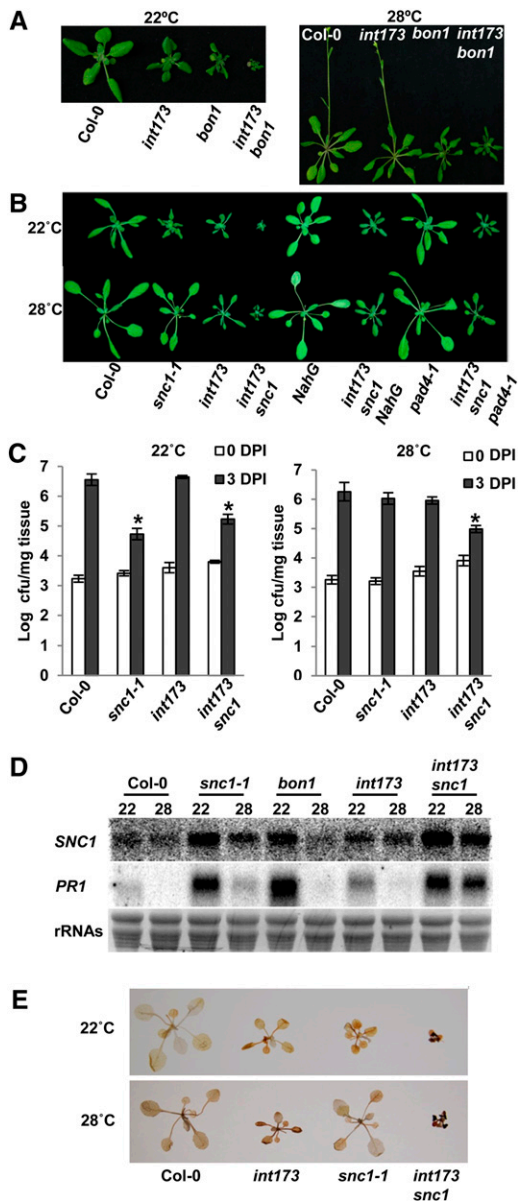 A
22ºC
28ºC
Col-0
int173
bon1
int173
bon1
Col-0
int173
bon1
int173
bon1
B
22˚C
28˚C
Col-0
snc1-1
int173
int173
snc1
NahG
int173
snc1
NahG
pad4-1
int173
snc1
pad4-1
C
22˚C
0 DPI
3 DPI
Log cfu/mg tissue
7
6
5
4
3
2
1
0
*
*
Col-0
snc1-1
int173
int173
snc1
28˚C
0 DPI
3 DPI
Log cfu/mg tissue
7
6
5
4
3
2
1
0
*
Col-0
snc1-1
int173
int173
snc1
D
Col-0
snc1-1
bon1
int173
int173
snc1
22 28 22 28 22 28 22 28 22 28
SNC1
PR1
rRNAs
E
22˚C
28˚C
Col-0
int173
snc1-1
int173
snc1